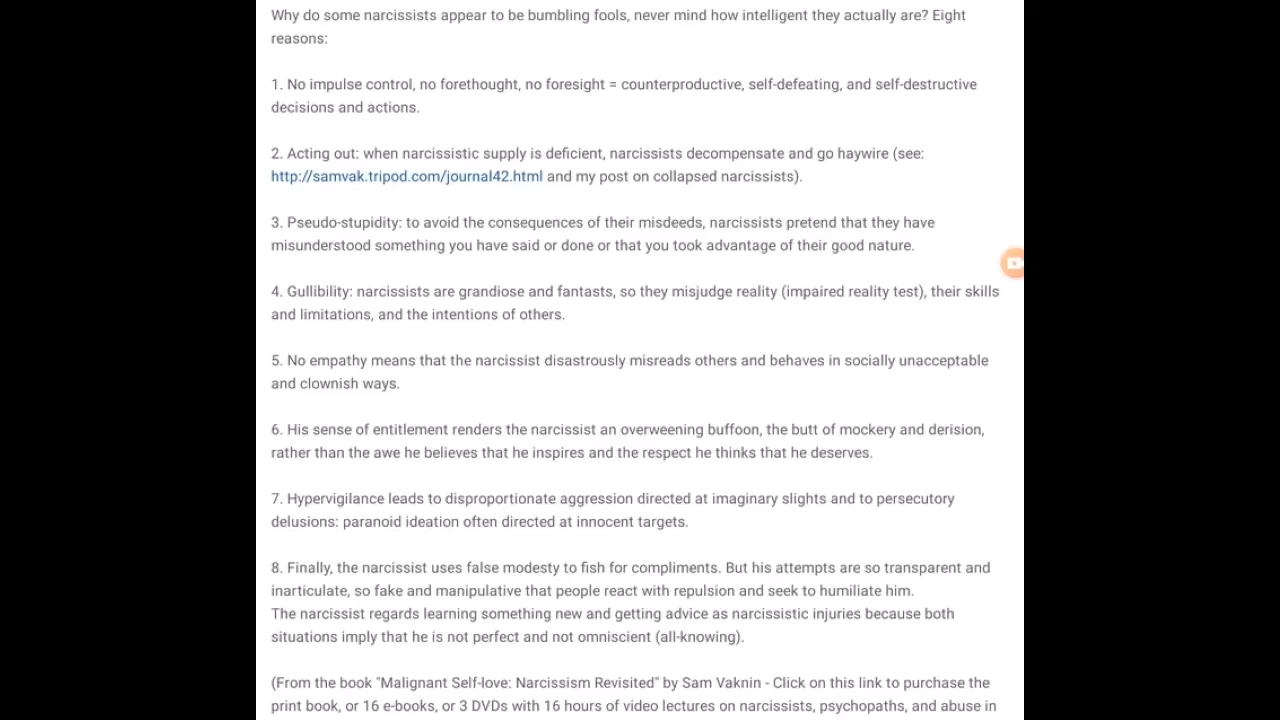 Why do some narcissists appear to be bumbling fools, never mind how intelligent they actually are? Eight
reasons:
1. No impulse control, no forethought, no foresight = counterproductive, self-defeating, and self-destructive
decisions and actions.
2. Acting out: when narcissistic supply is deficient, narcissists decompensate and go haywire (see:
http://samvak.tripod.com/journal42.html and my post on collapsed narcissists).
3. Pseudo-stupidity: to avoid the consequences of their misdeeds, narcissists pretend that they have
misunderstood something you have said or done or that you took advantage of their good nature.
4. Gullibility: narcissists are grandiose and fantasts, so they misjudge reality (impaired reality test), their skills
and limitations, and the intentions of others.
5. No empathy means that the narcissist disastrously misreads others and behaves in socially unacceptable
and clownish ways.
6. His sense of entitlement renders the narcissist an overweening buffoon, the butt of mockery and derision,
rather than the awe he believes that he inspires and the respect he thinks that he deserves.
7. Hypervigilance leads to disproportionate aggression directed at imaginary slights and to persecutory
delusions: paranoid ideation often directed at innocent targets.
8. Finally, the narcissist uses false modesty to fish for compliments. But his attempts are so transparent and
inarticulate, so fake and manipulative that people react with repulsion and seek to humiliate him.
The narcissist regards learning something new and getting advice as narcissistic injuries because both
situations imply that he is not perfect and not omniscient (all-knowing).
(From the book "Malignant Self-love: Narcissism Revisited" by Sam Vaknin - Click on this link to purchase the
print book, or 16 e-books, or 3 DVDs with 16 hours of video lectures on narcissists, psychopaths, and abuse in